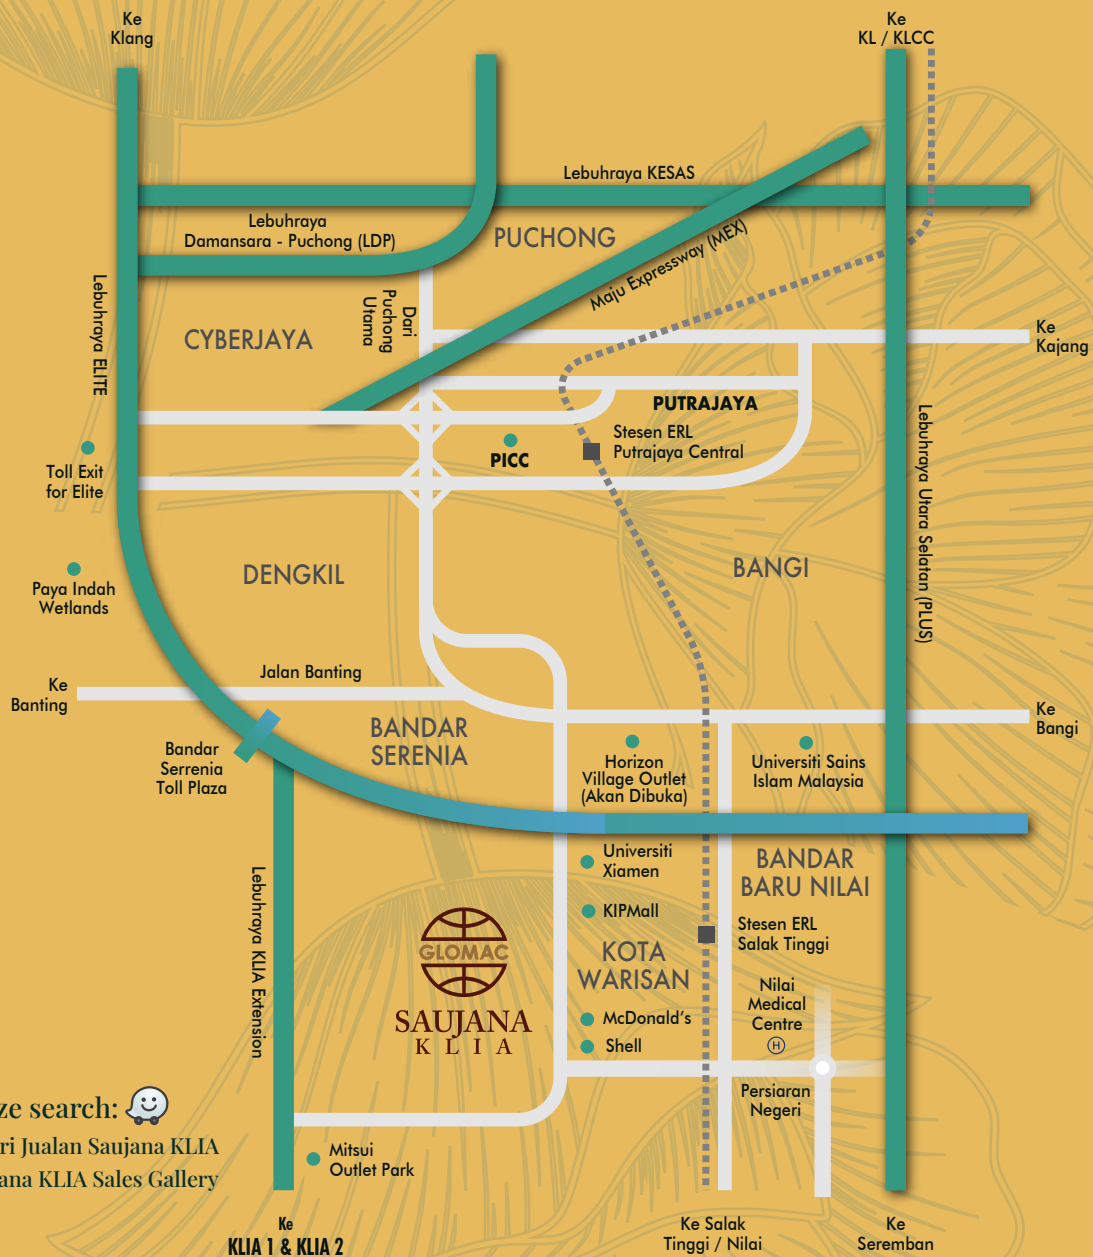 Ke
Klang
Ke
KL / KLCC
Lebuhraya KESAS
Lebuhraya
Damansara - Puchong (LDP)
PUCHONG
Maju Expressway (MEX)
Lebuhraya ELITE
CYBERJAYA
Dari
Puchong
Utama
Ke
Kajang
PUTRAJAYA
Stesen ERL
Putrajaya Central
PICC
Toll Exit
for Elite
Lebuhraya Utara Selatan (PLUS)
Paya Indah
Wetlands
DENGKIL
BANGI
Ke
Banting
Jalan Banting
BANDAR
SERENIA
Ke
Bangi
Bandar
Serrenia
Toll Plaza
Horizon
Village Outlet
(Akan Dibuka)
Universiti Sains
Islam Malaysia
Universiti
Xiamen
BANDAR
BARU NILAI
KIPMall
Lebuhraya KLIA Extension
GLOMAC
SAUJANA
KLIA
KOTA
WARISAN
Stesen ERL
Salak Tinggi
McDonald's
Shell
Nilai
Medical
Centre
H
Persiaran
Negeri
ze search:
ri Jualan Saujana KLIA
ana KLIA Sales Gallery
Mitsui
Outlet Park
Ke
KLIA 1 & KLIA 2
Ke Salak
Tinggi / Nilai
Ke
Seremban